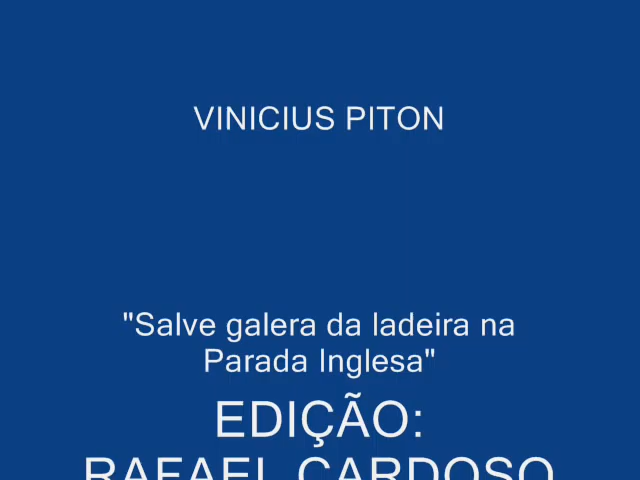 VINICIUS PITON
"Salve galera da ladeira na
Parada Inglesa"
EDIÇÃO:
RAFAEL CARDOSO